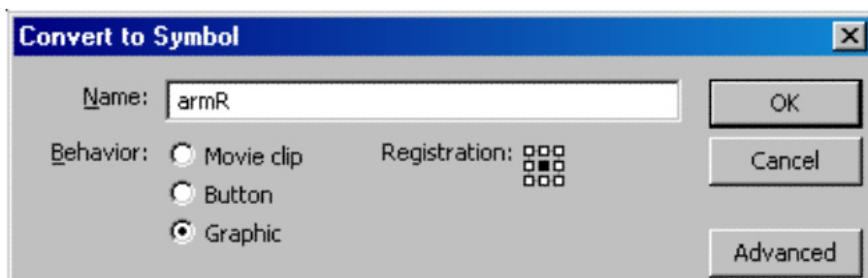 Convert to Symbol
Name: armR OK
Behavior: Movie clip Registration: Cancel
Button
Graphic
Advanced